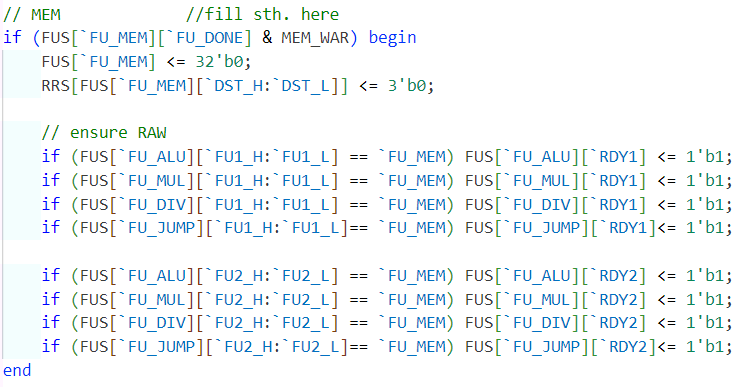 // MEM             //fill sth. here
if (FUS[`FU_MEM][`FU_DONE] & MEM_WAR) begin
    FUS[`FU_MEM] <= 32'b0;
    RRS[FUS[`FU_MEM][`DST_H:`DST_L]] <= 3'b0;

    // ensure RAW
    if (FUS[`FU_ALU][`FU1_H:`FU1_L] == `FU_MEM) FUS[`FU_ALU][`RDY1] <= 1'b1;
    if (FUS[`FU_MUL][`FU1_H:`FU1_L] == `FU_MEM) FUS[`FU_MUL][`RDY1] <= 1'b1;
    if (FUS[`FU_DIV][`FU1_H:`FU1_L] == `FU_MEM) FUS[`FU_DIV][`RDY1] <= 1'b1;
    if (FUS[`FU_JUMP][`FU1_H:`FU1_L]== `FU_MEM) FUS[`FU_JUMP][`RDY1]<= 1'b1;

    if (FUS[`FU_ALU][`FU2_H:`FU2_L] == `FU_MEM) FUS[`FU_ALU][`RDY2] <= 1'b1;
    if (FUS[`FU_MUL][`FU2_H:`FU2_L] == `FU_MEM) FUS[`FU_MUL][`RDY2] <= 1'b1;
    if (FUS[`FU_DIV][`FU2_H:`FU2_L] == `FU_MEM) FUS[`FU_DIV][`RDY2] <= 1'b1;
    if (FUS[`FU_JUMP][`FU2_H:`FU2_L]== `FU_MEM) FUS[`FU_JUMP][`RDY2]<= 1'b1;
end